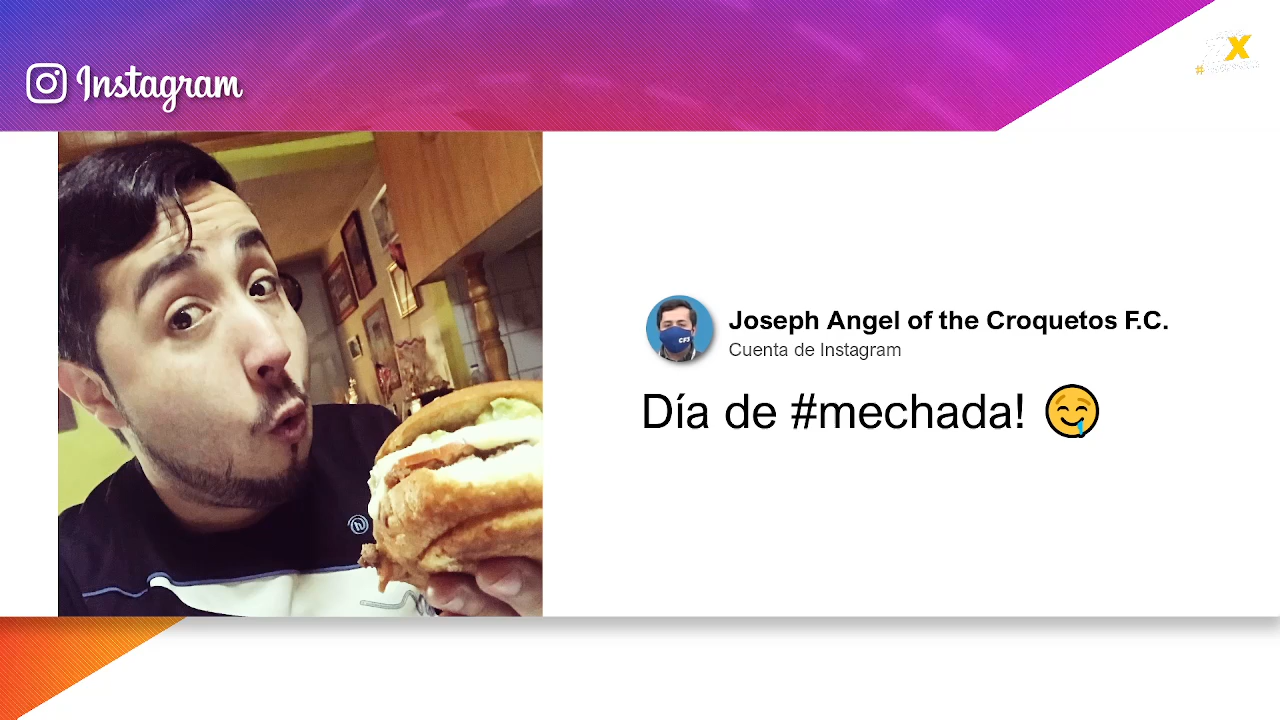 Instagram
X
Joseph Angel of the Croquetos F.C.
Cuenta de Instagram
Día de #mechada! 🤤